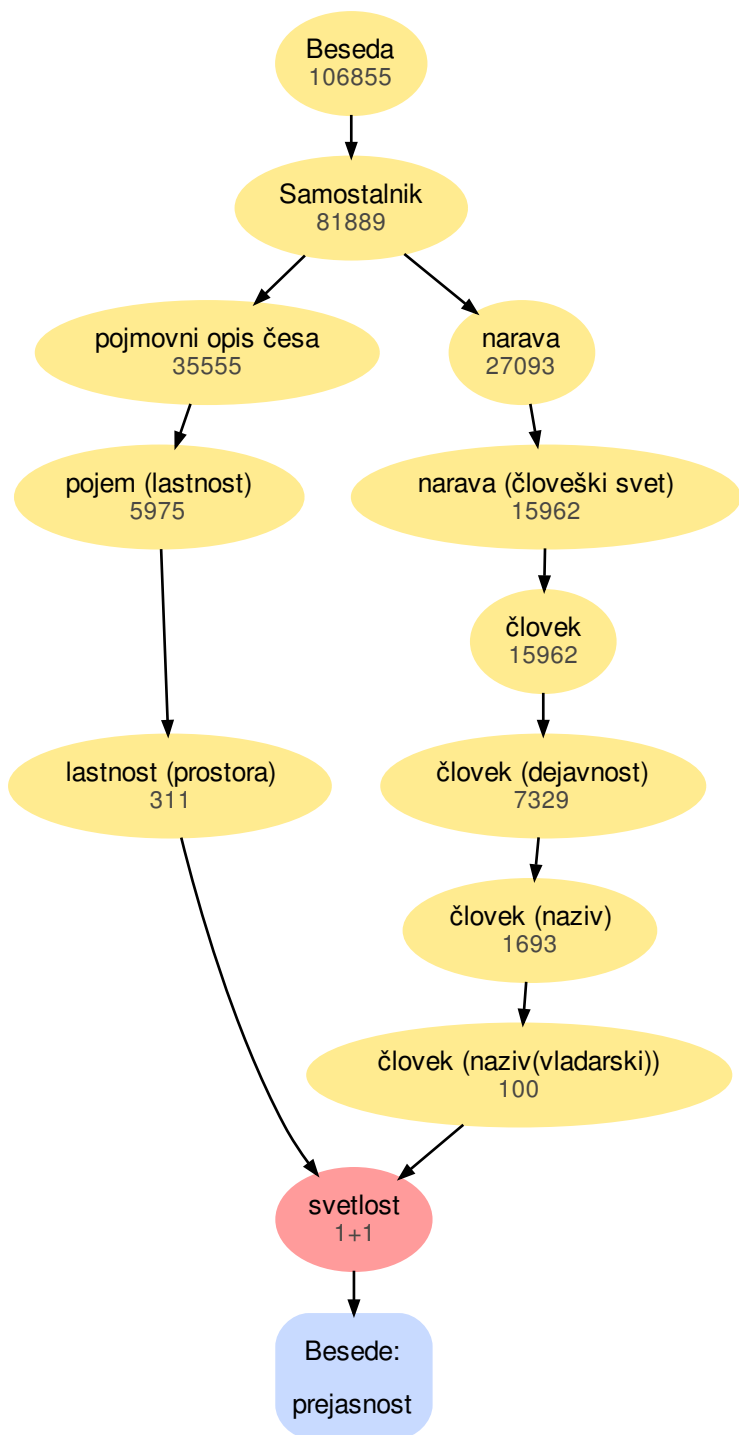 Beseda
106855
Samostalnik
81889
pojmovni opis česa
35555
narava
27093
pojem (lastnost)
5975
narava (človeški svet)
15962
človek
15962
lastnost (prostora)
311
človek (dejavnost)
7329
človek (naziv)
1693
človek (naziv(vladarski))
100
svetlost
1+1
Besede:
prejasnost